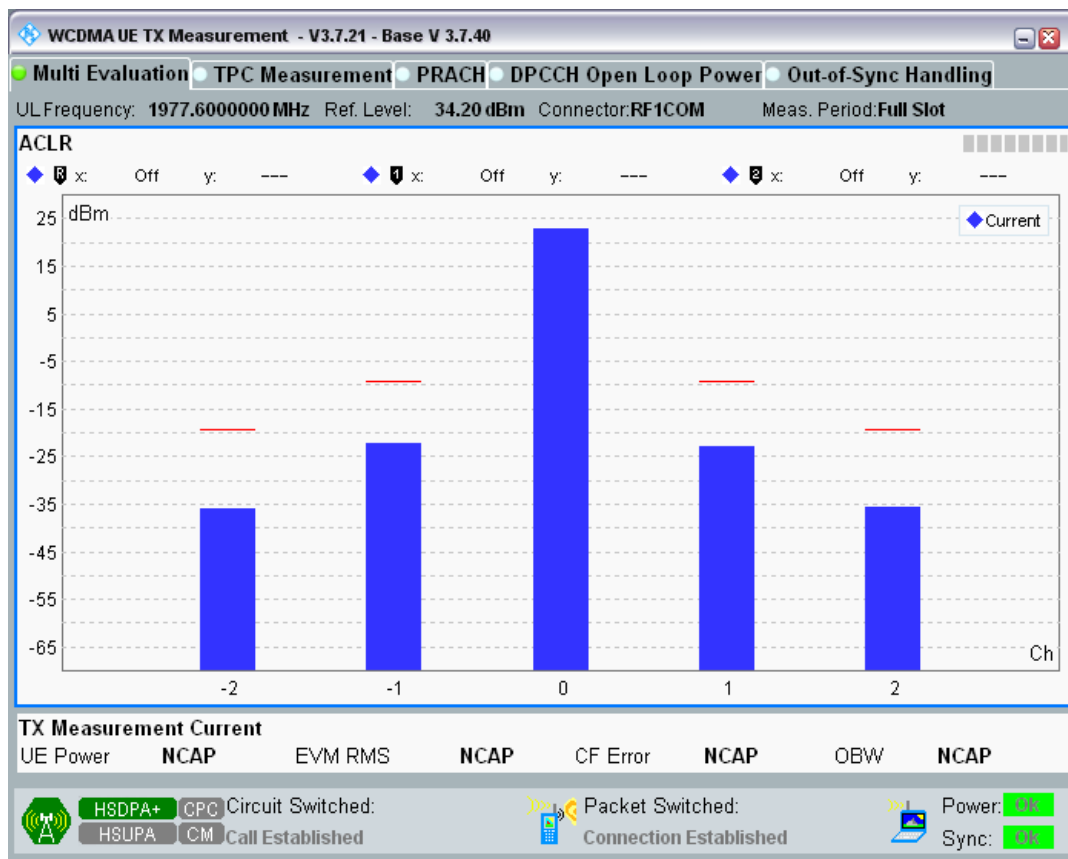 WCDMA UE TX Measurement - V3.7.21 - Base V 3.7.40
Multi Evaluation TPC Measurement PRACH DPCCH Open Loop Power Out-of-Sync Handling
UL Frequency: 1977.6000000 MHz Ref. Level: 34.20 dBm Connector:RF1COM Meas. Period:Full Slot
ACLR
R x: Off y: --- 1 x: Off y: --- 2 x: Off y: ---
dBm
Current
25
15
5
-5
-15
-25
-35
-45
-55
-65
Ch
-2 -1 0 1 2
TX Measurement Current
UE Power NCAP EVM RMS NCAP CF Error NCAP OBW NCAP
HSDPA+ CPC Circuit Switched: Packet Switched: Power: OK
HSUPA CM Call Established Connection Established Sync: OK